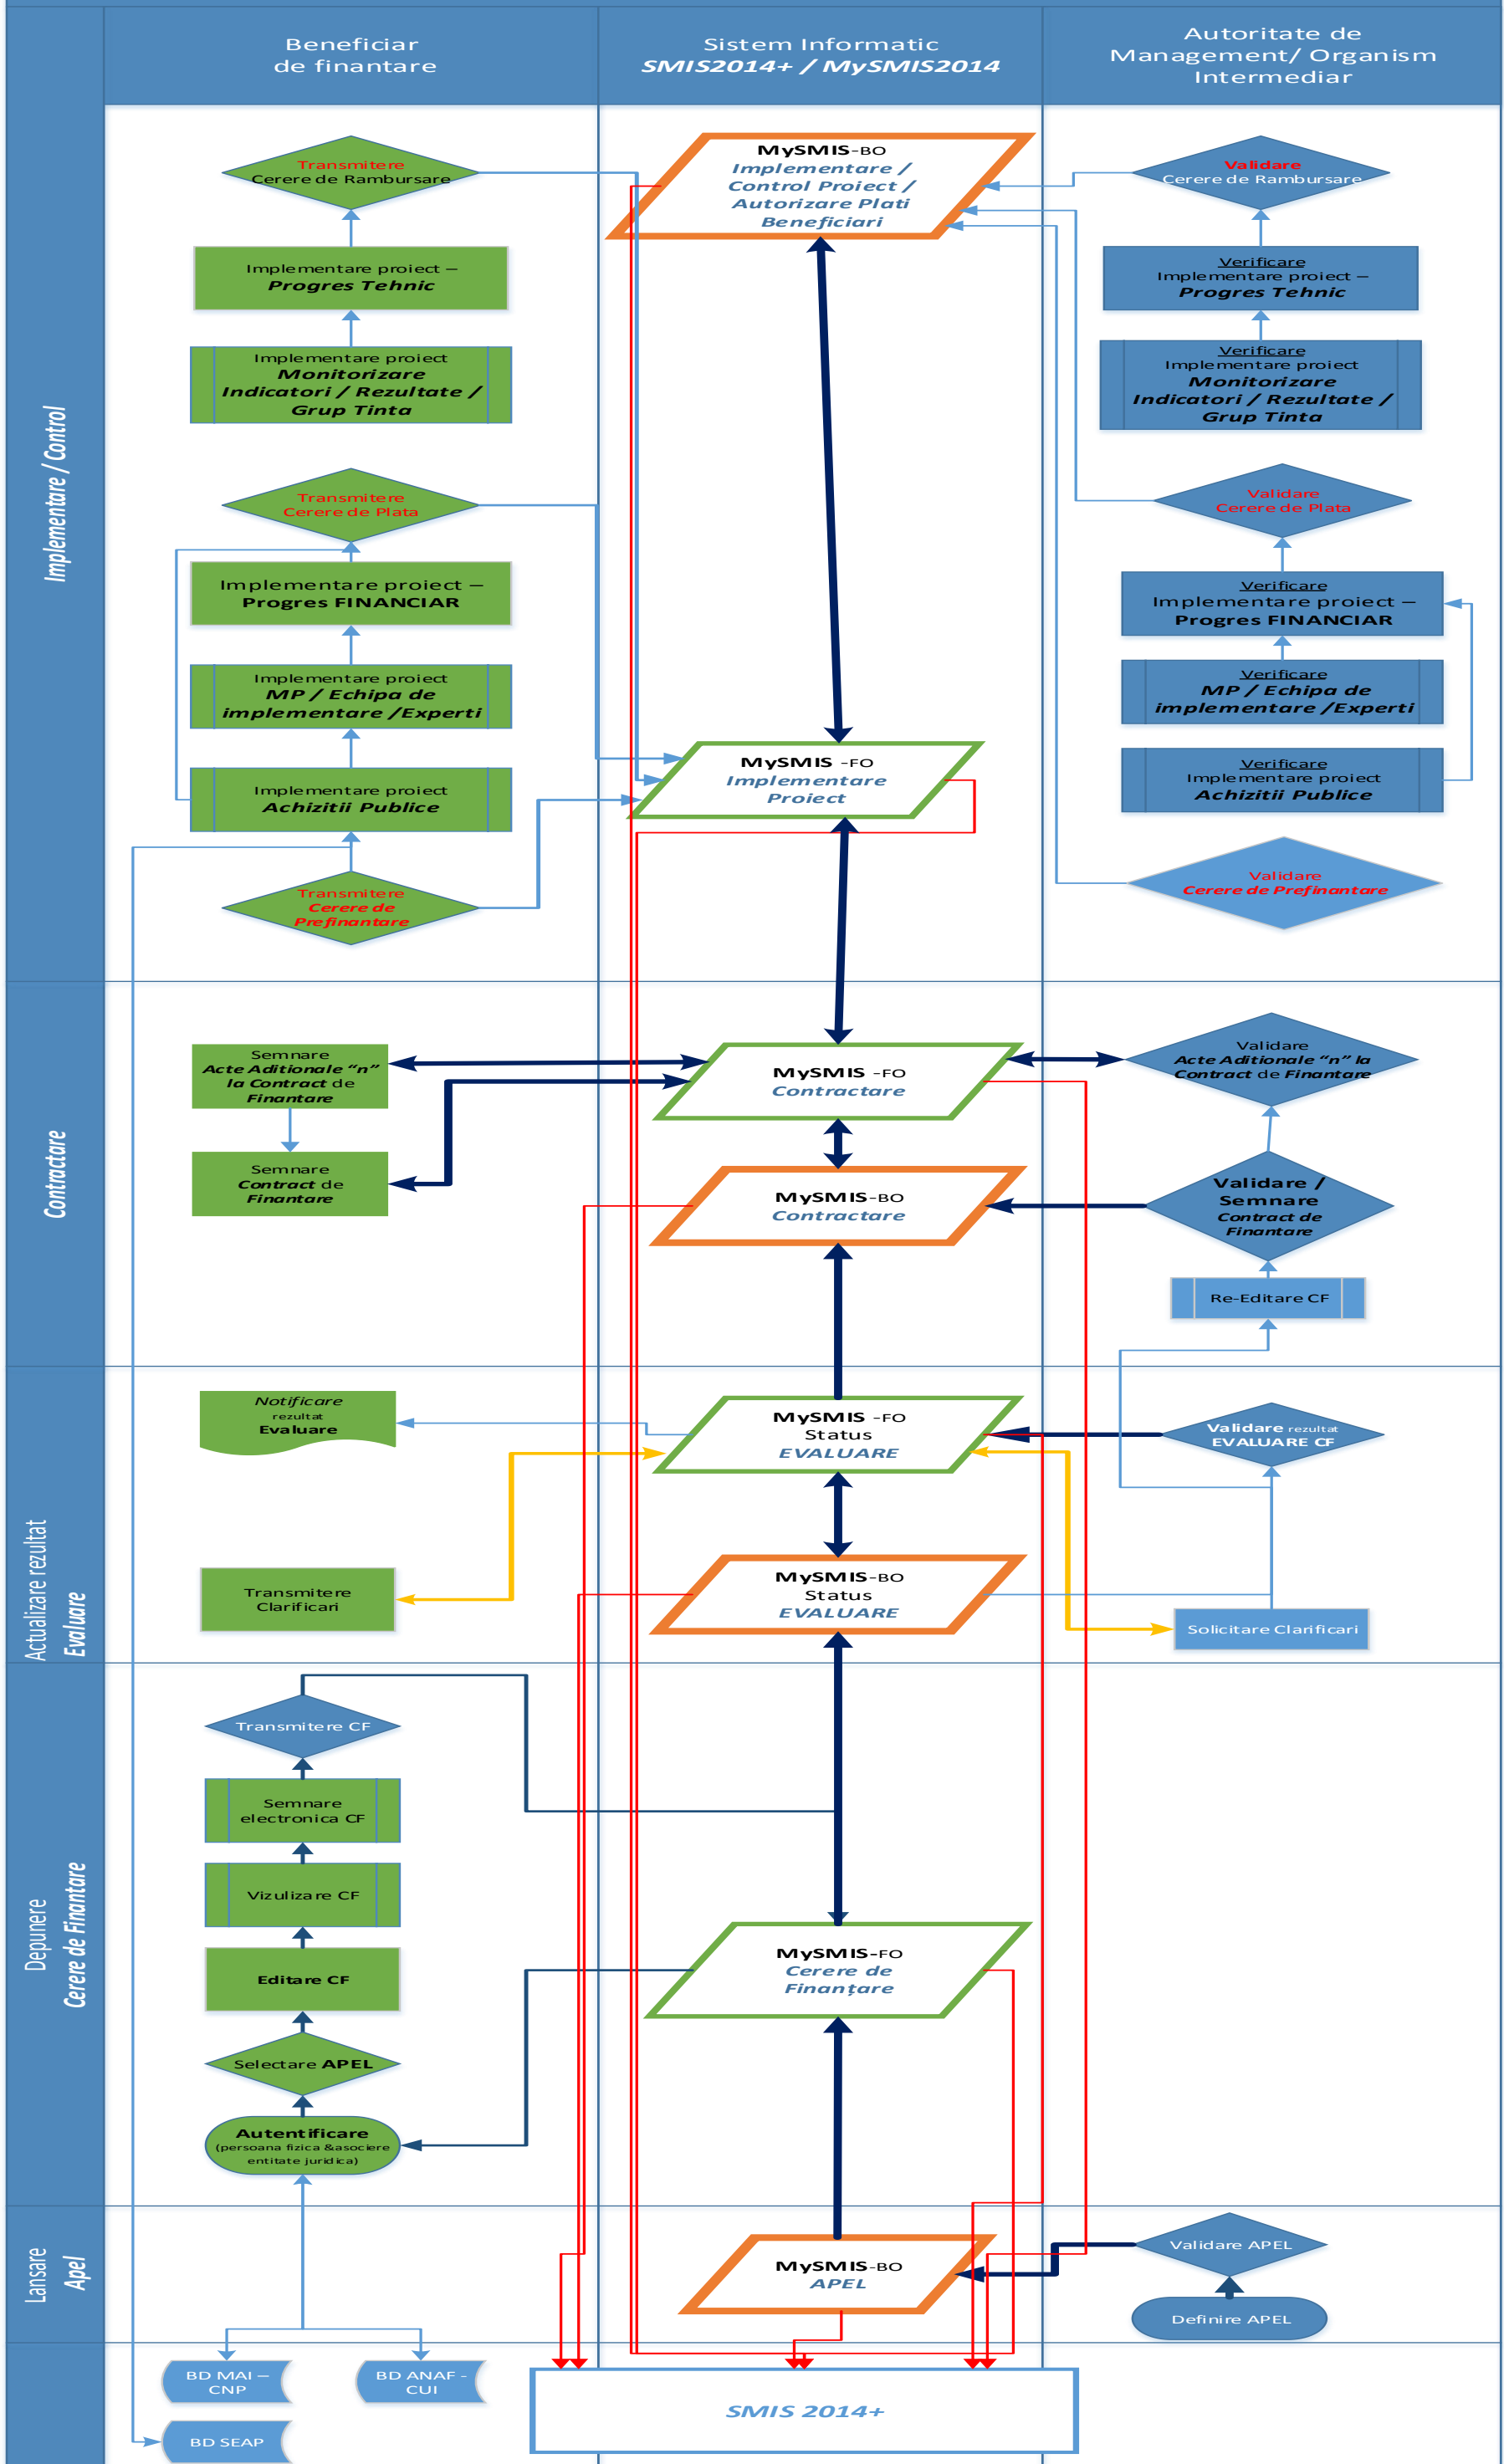 Beneficiar
de finantare
Sistem Informatic
SMIS2014+ / MySMIS2014
Autoritate de
Management/ Organism
Intermediar
Implementare / Control
Transmitere
Cerere de Rambursare
Implementare proiect –
Progres Tehnic
Implementare proiect
Monitorizare
Indicatori / Rezultate /
Grup Tinta
Transmitere
Cerere de Plata
Implementare proiect –
Progres FINANCIAR
Implementare proiect
MP / Echipa de
implementare /Experti
Implementare proiect
Achizitii Publice
Transmitere
Cerere de
Prefinantare
MySMIS-BO
Implementare /
Control Proiect /
Autorizare Plati
Beneficiari
MySMIS -FO
Implementare
Proiect
Validare
Cerere de Rambursare
Verificare
Implementare proiect –
Progres Tehnic
Verificare
Implementare proiect
Monitorizare
Indicatori / Rezultate /
Grup Tinta
Validare
Cerere de Plata
Verificare
Implementare proiect –
Progres FINANCIAR
Verificare
MP / Echipa de
implementare /Experti
Verificare
Implementare proiect
Achizitii Publice
Validare
Cerere de Prefinantare
Contractare
Semnare
Acte Aditionale “n”
la Contract de
Finantare
Semnare
Contract de
Finantare
MySMIS -FO
Contractare
MySMIS-BO
Contractare
Validare
Acte Aditionale “n” la
Contract de Finantare
Validare /
Semnare
Contract de
Finantare
Re-Editare CF
Actualizare rezultat
Evaluare
Notificare
rezultat
Evaluare
Transmitere
Clarificari
MySMIS -FO
Status
EVALUARE
MySMIS-BO
Status
EVALUARE
Validare rezultat
EVALUARE CF
Solicitare Clarificari
Depunere
Cerere de Finantare
Transmitere CF
Semnare
electronica CF
Vizulizare CF
Editare CF
Selectare APEL
Autentificare
(persoana fizica &asociere
entitate juridica)
MySMIS-FO
Cerere de
Finanțare
Lansare
Apel
MySMIS-BO
APEL
Validare APEL
Definire APEL
BD MAI –
CNP
BD ANAF -
CUI
BD SEAP
SMIS 2014+